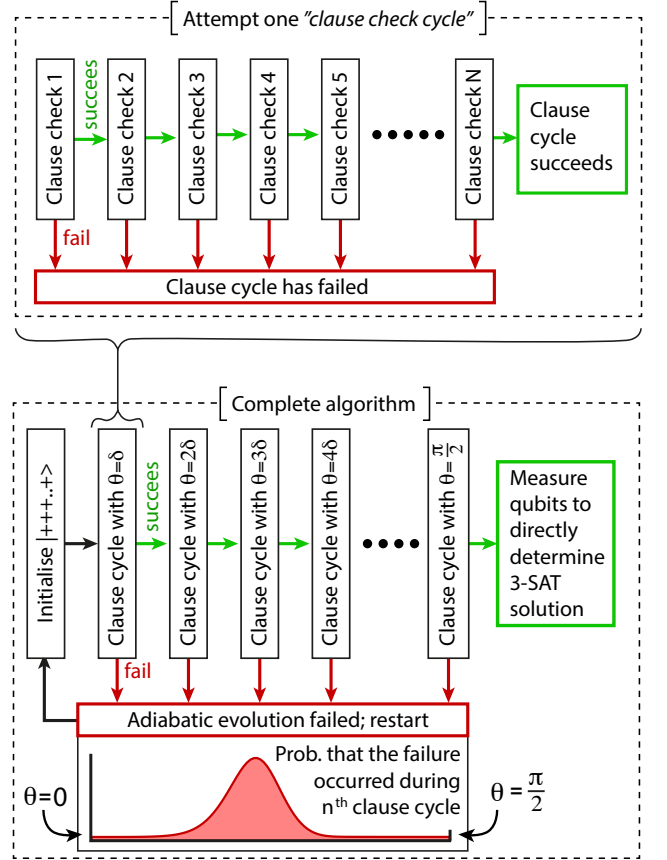 Attempt one "clause check cycle"
Clause check 1
succees
Clause check 2
Clause check 3
Clause check 4
Clause check 5
Clause check N
Clause
cycle
succeeds
fail
Clause cycle has failed
Complete algorithm
Initialise |+++..+>
Clause cycle with θ=δ
succees
Clause cycle with θ=2δ
Clause cycle with θ=3δ
Clause cycle with θ=4δ
Clause cycle with θ=π/2
Measure
qubits to
directly
determine
3-SAT
solution
fail
Adiabatic evolution failed; restart
Prob. that the failure
occurred during
nth clause cycle
θ=0
θ = π/2